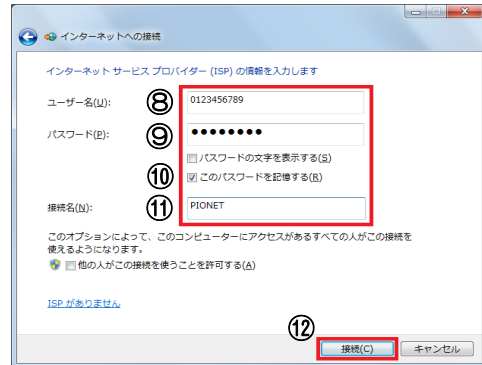 インターネットへの接続
インターネット サービス プロバイダー (ISP) の情報を入力します
ユーザー名(U): ⑧ 0123456789
パスワード(P): ⑨ ●●●●●●●●
パスワードの文字を表示する(S)
⑩ このパスワードを記憶する(R)
接続名(N): ⑪ PIONET
このオプションによって、このコンピューターにアクセスがあるすべての人がこの接続を
使えるようになります。
他の人がこの接続を使うことを許可する(A)
ISP がありません
⑫
接続(C) キャンセル